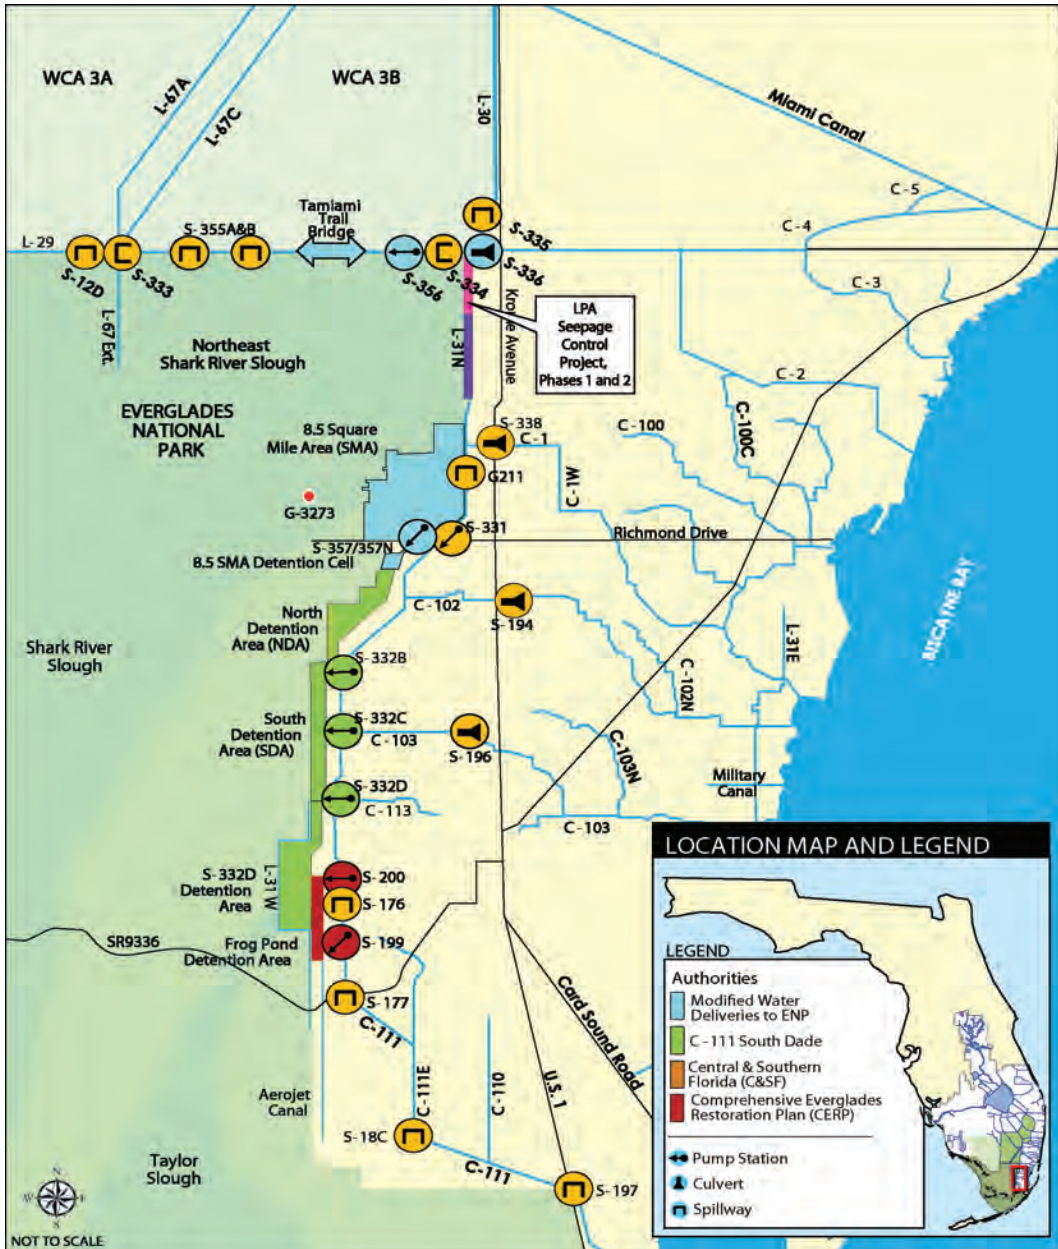 WCA 3A
WCA 3B
L-67A
L-67C
L-30
Miami Canal
C-5
C-4
C-3
L-29
S-355A&B
Tamiami
Trail
Bridge
S-335
S-12D
S-333
S-356
S-334
S-336
L-67 Ext.
Northeast
Shark River Slough
L-31N
Krome Avenue
LPA
Seepage
Control
Project,
Phases 1 and 2
C-2
EVERGLADES
NATIONAL
PARK
8.5 Square
Mile Area (SMA)
S-338
C-1
C-100
C-100C
G211
C-1W
G-3273
S-331
S-357/357N
Richmond Drive
8.5 SMA Detention Cell
C-102
S-194
North
Detention
Area (NDA)
L-31E
BISCAYNE BAY
Shark River
Slough
S-332B
C-102N
South
Detention
Area (SDA)
S-332C
C-103
S-196
C-103N
Military
Canal
S-332D
C-113
C-103
S-332D
Detention
Area
L-31W
S-200
S-176
SR9336
Frog Pond
Detention Area
S-199
S-177
C-111
Card Sound Road
Aerojet
Canal
C-111E
C-110
U.S. 1
S-18C
C-111
S-197
Taylor
Slough
N
E
S
W
NOT TO SCALE
LOCATION MAP AND LEGEND
LEGEND
Authorities
Modified Water
Deliveries to ENP
C-111 South Dade
Central & Southern
Florida (C&SF)
Comprehensive Everglades
Restoration Plan (CERP)
Pump Station
Culvert
Spillway